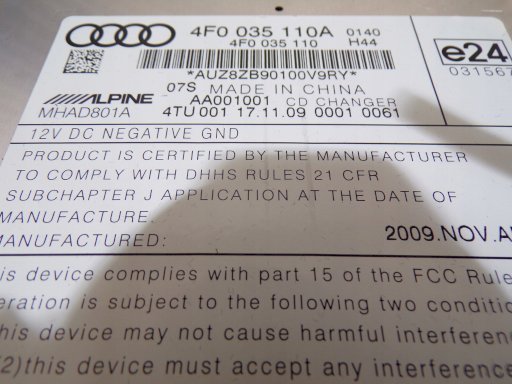 4F0 035 110A 0140
4F0 035 110 H44
*AUZ8ZB90100V9RY*
e24
031567
07S MADE IN CHINA
ALPINE AA001001 CD CHANGER
MHAD801A 4TU 001 17.11.09 0001 0061
12V DC NEGATIVE GND
PRODUCT IS CERTIFIED BY THE MANUFACTURER
TO COMPLY WITH DHHS RULES 21 CFR
SUBCHAPTER J APPLICATION AT THE DATE OF
MANUFACTURE.
MANUFACTURED: 2009.NOV.
is device complies with part 15 of the FCC Rule
eration is subject to the following two conditio
his device may not cause harmful interferen
2)this device must accept any interference